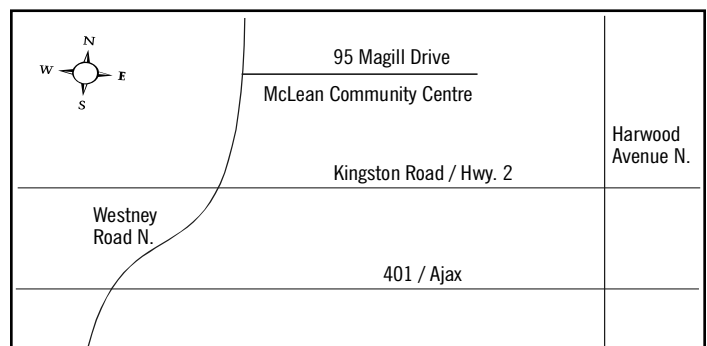 N
W E
S
95 Magill Drive
McLean Community Centre
Harwood
Avenue N.
Kingston Road / Hwy. 2
Westney
Road N.
401 / Ajax